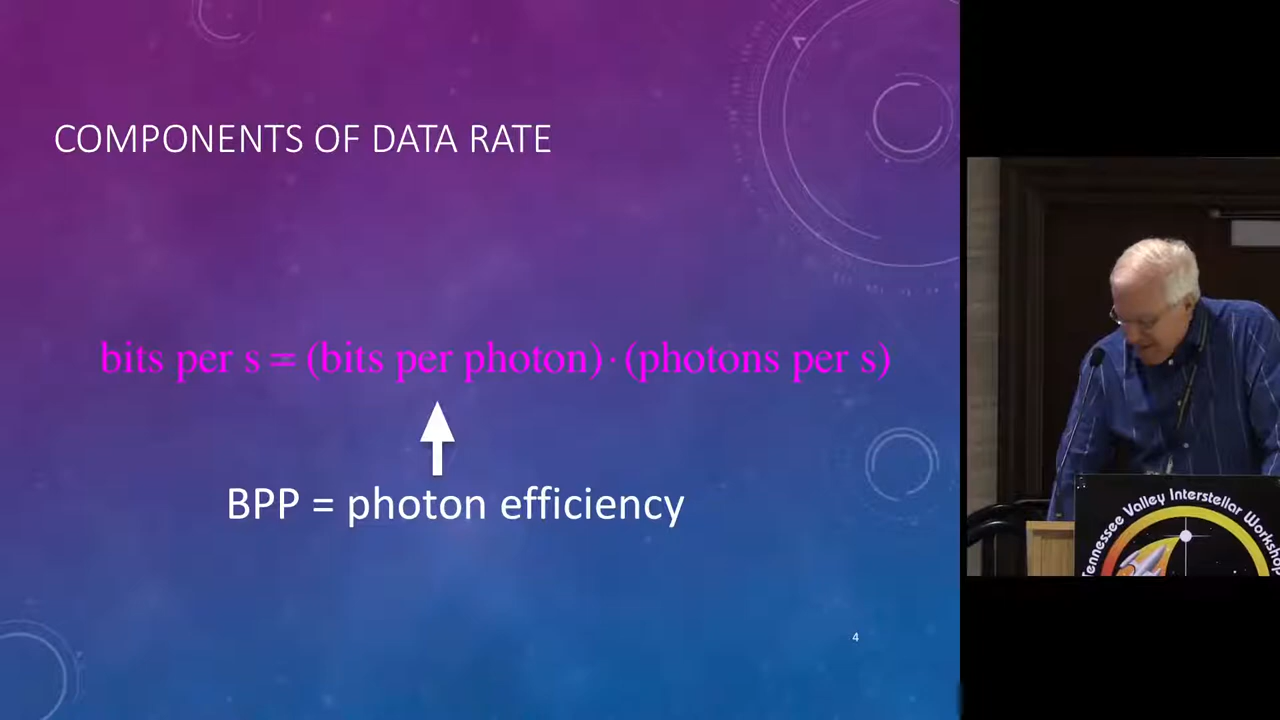 COMPONENTS OF DATA RATE
bits per s = (bits per photon) · (photons per s)
BPP = photon efficiency
4
Tennessee Valley Interstellar Workshop